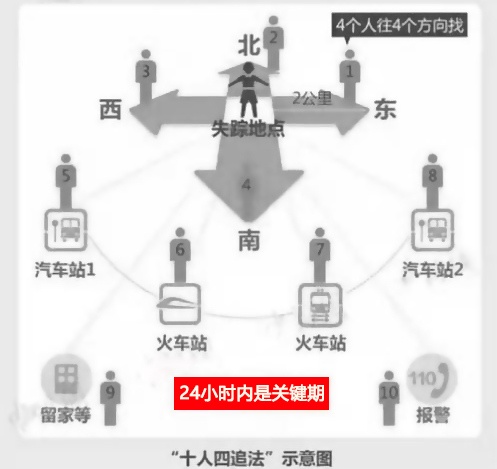 4个人往4个方向找
北
2
3
1
西
2公里
东
失踪地点
4
5
8
南
6
7
汽车站1
汽车站2
火车站
火车站
110
9
24小时内是关键期
10
留家等
报警
“十人四追法”示意图